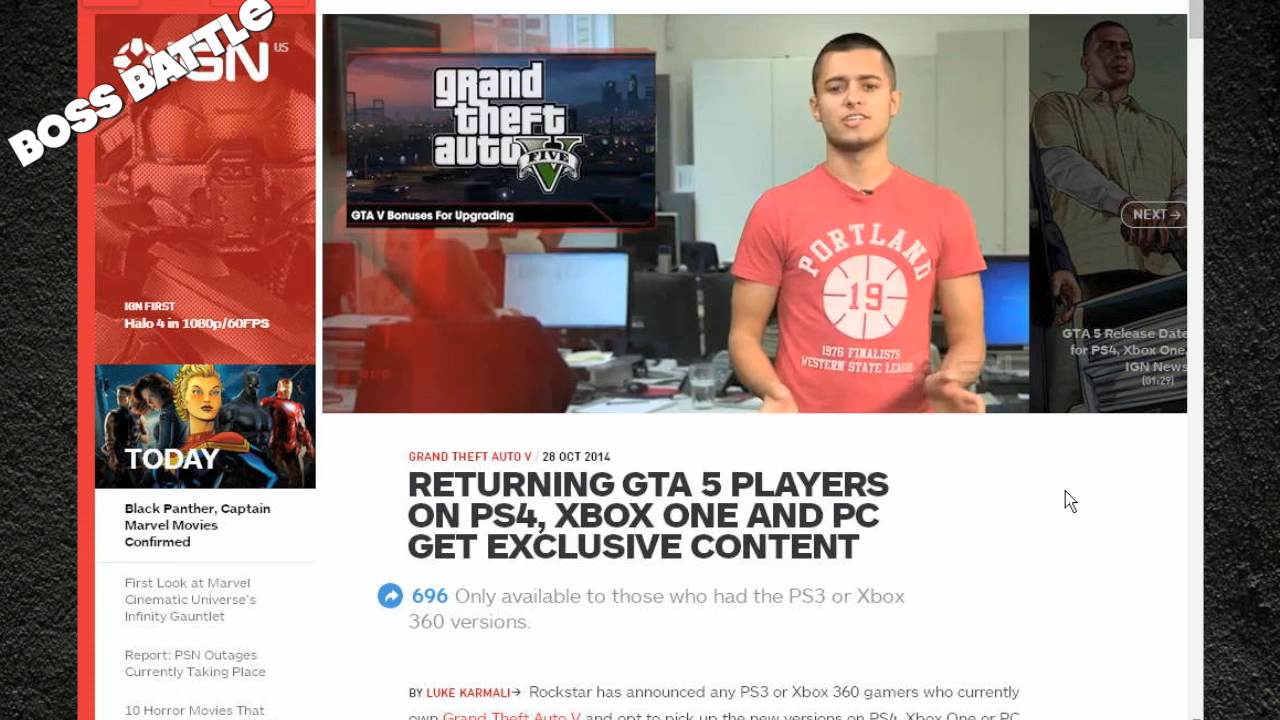 BOSS BATTLE
IGN US
IGN FIRST
Halo 4 in 1080p/60FPS
TODAY
Black Panther, Captain
Marvel Movies
Confirmed
First Look at Marvel
Cinematic Universe's
Infinity Gauntlet
Report: PSN Outages
Currently Taking Place
10 Horror Movies That
grand
theft
auto
FIVE
V
GTA V Bonuses For Upgrading
PORTLAND
19
1976 FINALISTS
WESTERN STATE LEAGUE
NEXT→
GTA 5 Release Date
for PS4, Xbox One,
IGN News
(01:29)
GRAND THEFT AUTO V / 28 OCT 2014
RETURNING GTA 5 PLAYERS
ON PS4, XBOX ONE AND PC
GET EXCLUSIVE CONTENT
696 Only available to those who had the PS3 or Xbox
360 versions.
BY LUKE KARMALI→ Rockstar has announced any PS3 or Xbox 360 gamers who currently
own Grand Theft Auto V and opt to pick up the new versions on PS4, Xbox One or PC